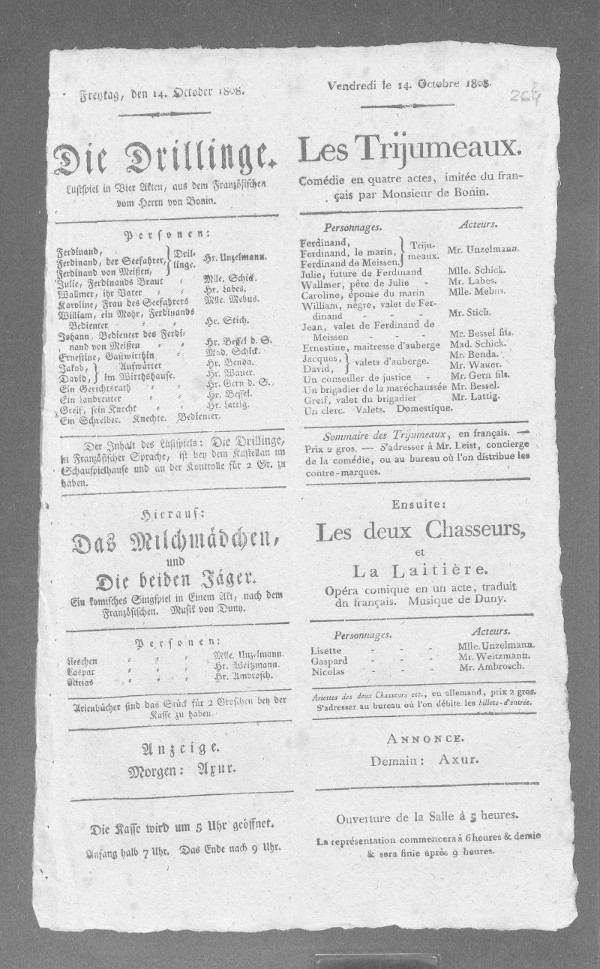 Freytag, den 14. October 1808.
Die Drillinge.
Lustspiel in Vier Akten, aus dem Französischen
vom Herrn von Bonin.
Personen:
Ferdinand,
Ferdinand, der Seefahrer,
Ferdinand von Meißen,
} Dril-
linge.
Hr. Unzelmann.
Julie, Ferdinands Braut Mlle. Schick.
Wallmer, ihr Vater Hr. Labes.
Karoline, Frau des Seefahrers Mlle. Mebus.
William, ein Mohr, Ferdinands
Bedienter Hr. Stich.
Johann, Bedienter des Ferdi-
nand von Meißen Hr. Bessel d. S.
Ernestine, Gastwirthin Mad. Schick.
Jakob, } Aufwärter Hr. Benda.
David, } im Wirthshause. Hr. Wauer.
Ein Gerichtsrath Hr. Gern d. S.
Ein Landreuter Hr. Bessel.
Greif, sein Knecht Hr. Lattig.
Ein Schreiber. Knechte. Bedienter.
Der Inhalt des Lustspiels: Die Drillinge,
in Französischer Sprache, ist bey dem Kastellan im
Schauspielhause und an der Kontrolle für 2 Gr. zu
haben.
Hierauf:
Das Milchmädchen,
und
Die beiden Jäger.
Ein komisches Singspiel in Einem Akt, nach dem
Französischen. Musik von Duny.
Personen:
Lieschen Mlle. Unzelmann.
Caspar Hr. Weitzmann.
Niklas Hr. Ambrosch.
Arienbücher sind das Stück für 2 Groschen bey der
Kasse zu haben.
Anzeige.
Morgen: Axur.
Die Kasse wird um 5 Uhr geöffnet.
Anfang halb 7 Uhr. Das Ende nach 9 Uhr.
Vendredi le 14. Octobre 1808.
264
Les Trijumeaux.
Comédie en quatre actes, imitée du fran-
çais par Monsieur de Bonin.
Personnages. Acteurs.
Ferdinand,
Ferdinand, le marin,
Ferdinand de Meissen,
} Triju-
meaux.
Mr. Unzelmann.
Julie, future de Ferdinand Mlle. Schick.
Wallmer, père de Julie - Mr. Labes.
Caroline, épouse du marin Mlle. Mebus.
William, nègre, valet de Fer-
dinand - - - Mr. Stich.
Jean, valet de Ferdinand de
Meissen - - - Mr. Bessel fils.
Ernestine, maitresse d'auberge Mad. Schick.
Jacques, } valets d'auberge. Mr. Benda.
David, } Mr. Wauer.
Un conseiller de justice - Mr. Gern fils.
Un brigadier de la maréchaussée Mr. Bessel.
Greif, valet du brigadier Mr. Lattig.
Un clerc. Valets. Domestique.
Sommaire des Trijumeaux, en français. —
Prix 2 gros. — S'adresser à Mr. Leist, concierge
de la comédie, ou au bureau où l'on distribue les
contre-marques.
Ensuite:
Les deux Chasseurs,
et
La Laitière.
Opéra comique en un acte, traduit
du français. Musique de Duny.
Personnages. Acteurs.
Lisette - - - Mlle. Unzelmann.
Gaspard - - - Mr. Weitzmann.
Nicolas - - - Mr. Ambrosch.
Ariettes des deux Chasseurs etc., en allemand, prix 2 gros.
S'adresser au bureau où l'on débite les billets-d'entrée.
Annonce.
Demain: Axur.
Ouverture de la Salle à 5 heures.
La représentation commencera à 6 heures & demie
& sera finie après 9 heures.